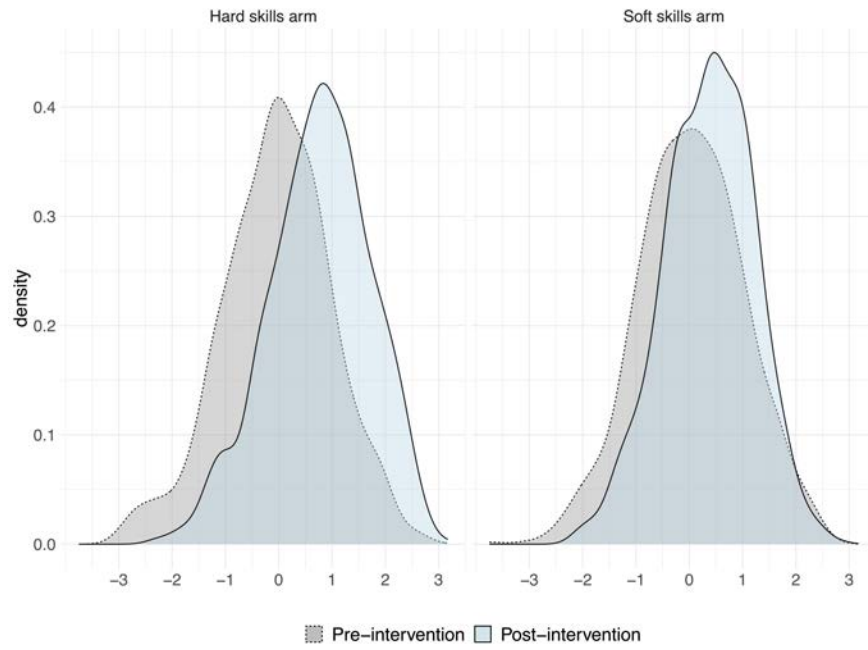 Hard skills arm
Soft skills arm
density
0.4
0.3
0.2
0.1
0.0
−3 −2 −1 0 1 2 3
−3 −2 −1 0 1 2 3
Pre−intervention Post−intervention